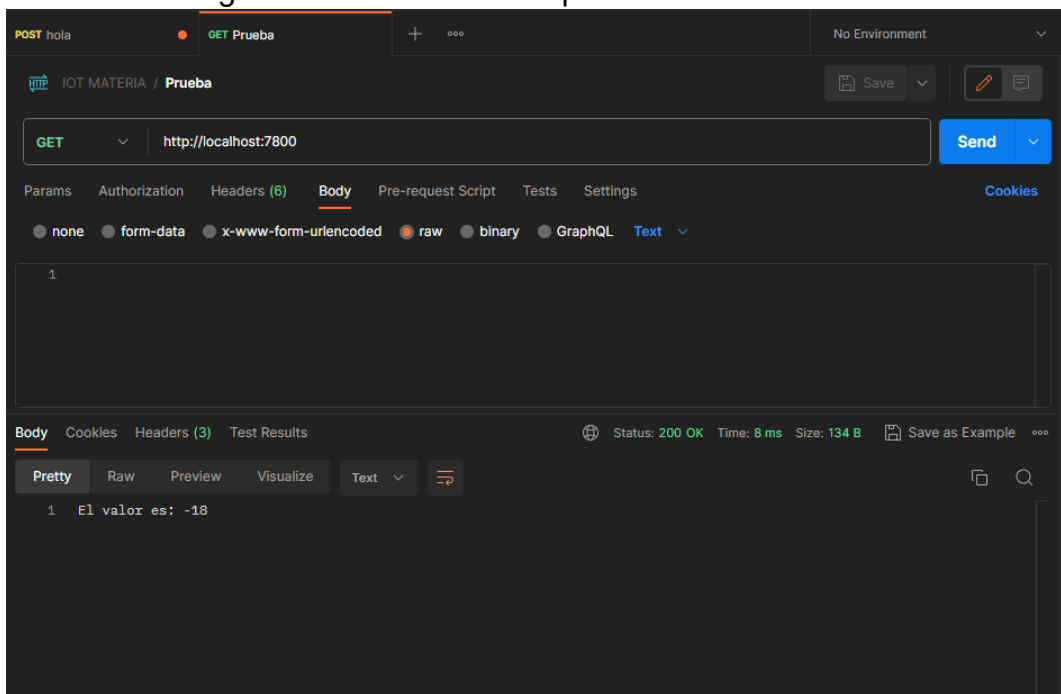 POST hola
GET Prueba
No Environment
HTTP IOT MATERIA / Prueba
Save
GET http://localhost:7800
Send
Params Authorization Headers (6) Body Pre-request Script Tests Settings Cookies
none form-data x-www-form-urlencoded raw binary GraphQL Text
1
Body Cookies Headers (3) Test Results Status: 200 OK Time: 8 ms Size: 134 B Save as Example
Pretty Raw Preview Visualize Text
1 El valor es: -18